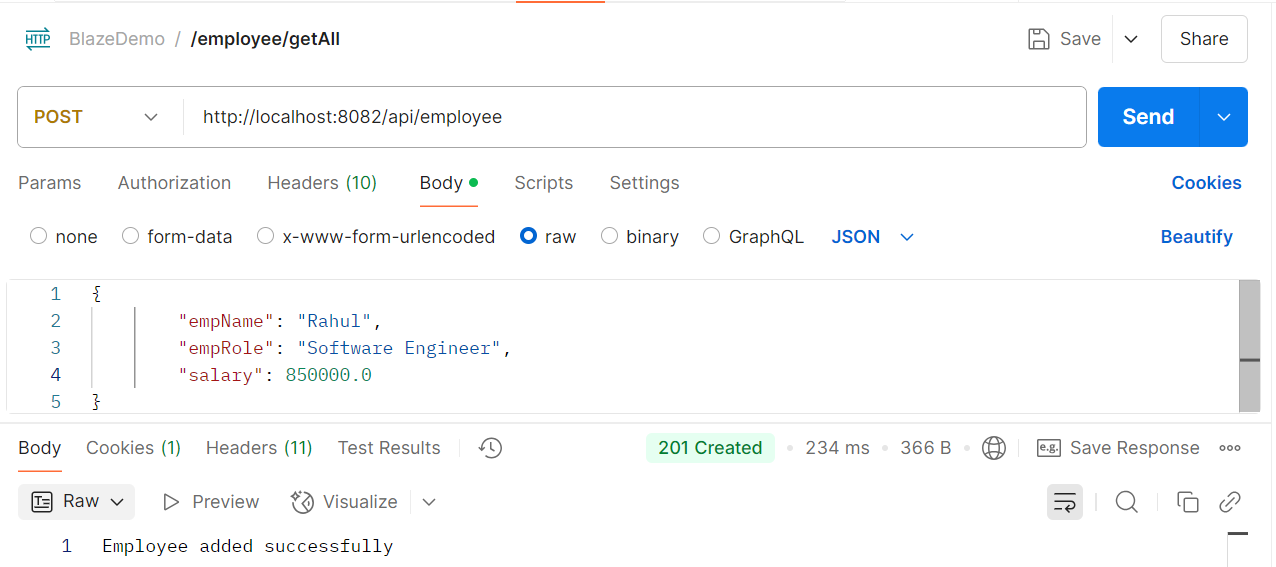 HTTP BlazeDemo / /employee/getAll Save Share
POST http://localhost:8082/api/employee Send
Params Authorization Headers (10) Body Scripts Settings Cookies
none form-data x-www-form-urlencoded raw binary GraphQL JSON Beautify
1 {
2 "empName": "Rahul",
3 "empRole": "Software Engineer",
4 "salary": 850000.0
5 }
Body Cookies (1) Headers (11) Test Results 201 Created 234 ms 366 B e.g. Save Response
Raw Preview Visualize
1 Employee added successfully